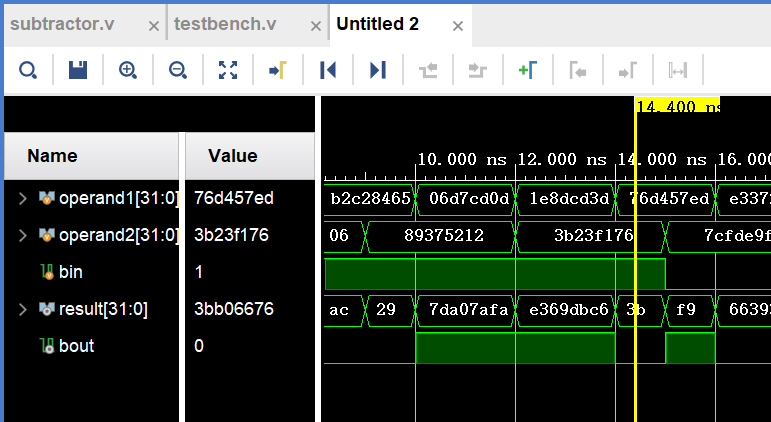 subtractor.v × testbench.v × Untitled 2 ×
14.400 ns
Name Value 10.000 ns 12.000 ns 14.000 ns 16.000
operand1[31:0] 76d457ed b2c28465 06d7cd0d 1e8dcd3d 76d457ed e337
operand2[31:0] 3b23f176 06 89375212 3b23f176 7cfde9f
bin 1
result[31:0] 3bb06676 ac 29 7da07afa e369dbc6 3b f9 66393
bout 0